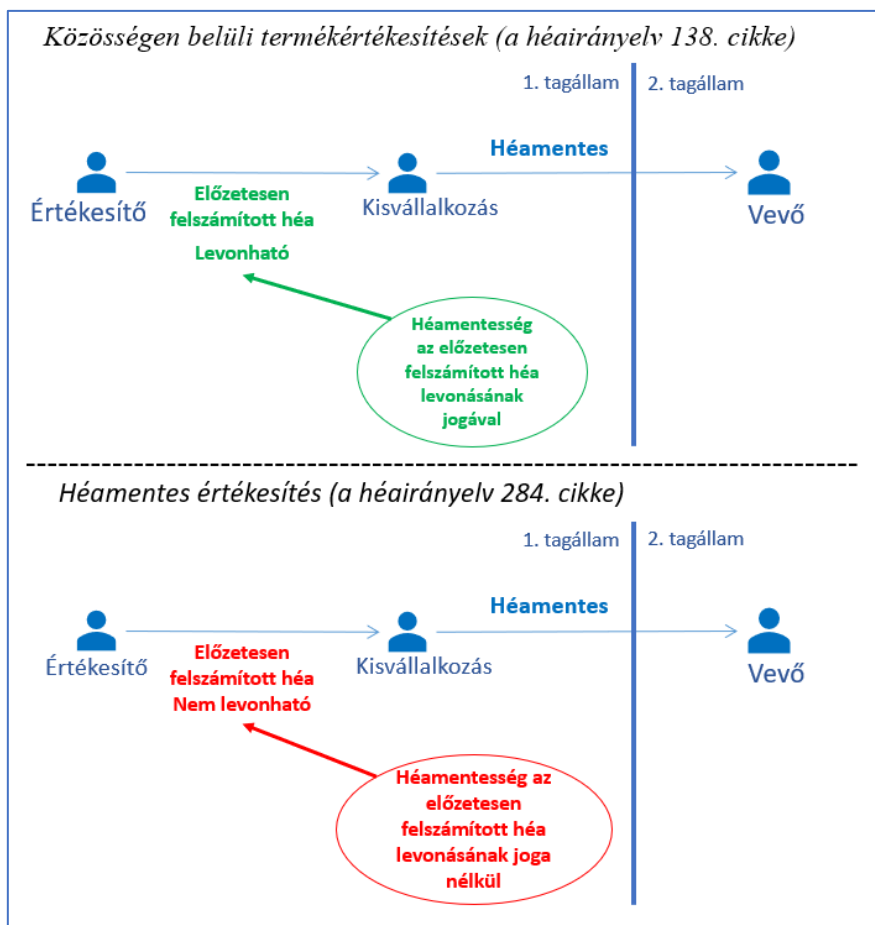 Közösségen belüli termékértékesítések (a héairányelv 138. cikke)
1. tagállam
2. tagállam
Héamentes
Értékesítő
Előzetesen
felszámított héa
Levonható
Kisvállalkozás
Vevő
Héamentesség
az előzetesen
felszámított héa
levonásának
jogával
Héamentes értékesítés (a héairányelv 284. cikke)
1. tagállam
2. tagállam
Héamentes
Értékesítő
Előzetesen
felszámított héa
Nem levonható
Kisvállalkozás
Vevő
Héamentesség az
előzetesen
felszámított héa
levonásának joga
nélkül